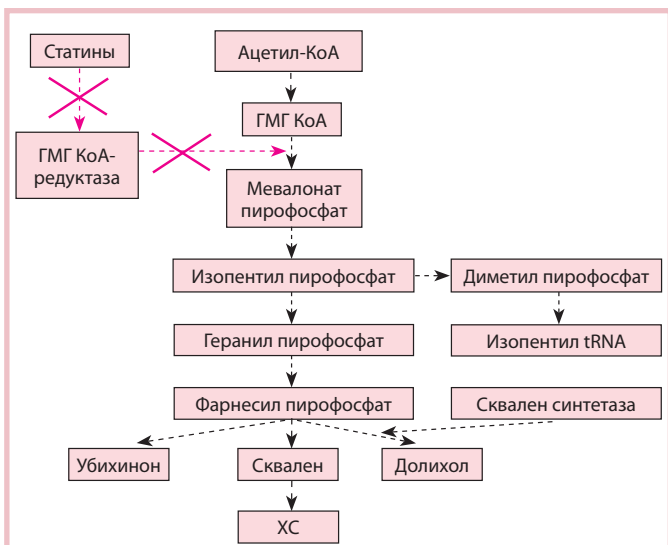 Статины
Ацетил-КоА
ГМГ КоА
ГМГ КоА-
редуктаза
Мевалонат
пирофосфат
Изопентил пирофосфат
Диметил пирофосфат
Геранил пирофосфат
Изопентил tRNA
Фарнесил пирофосфат
Сквален синтетаза
Убихинон
Сквален
Долихол
ХС